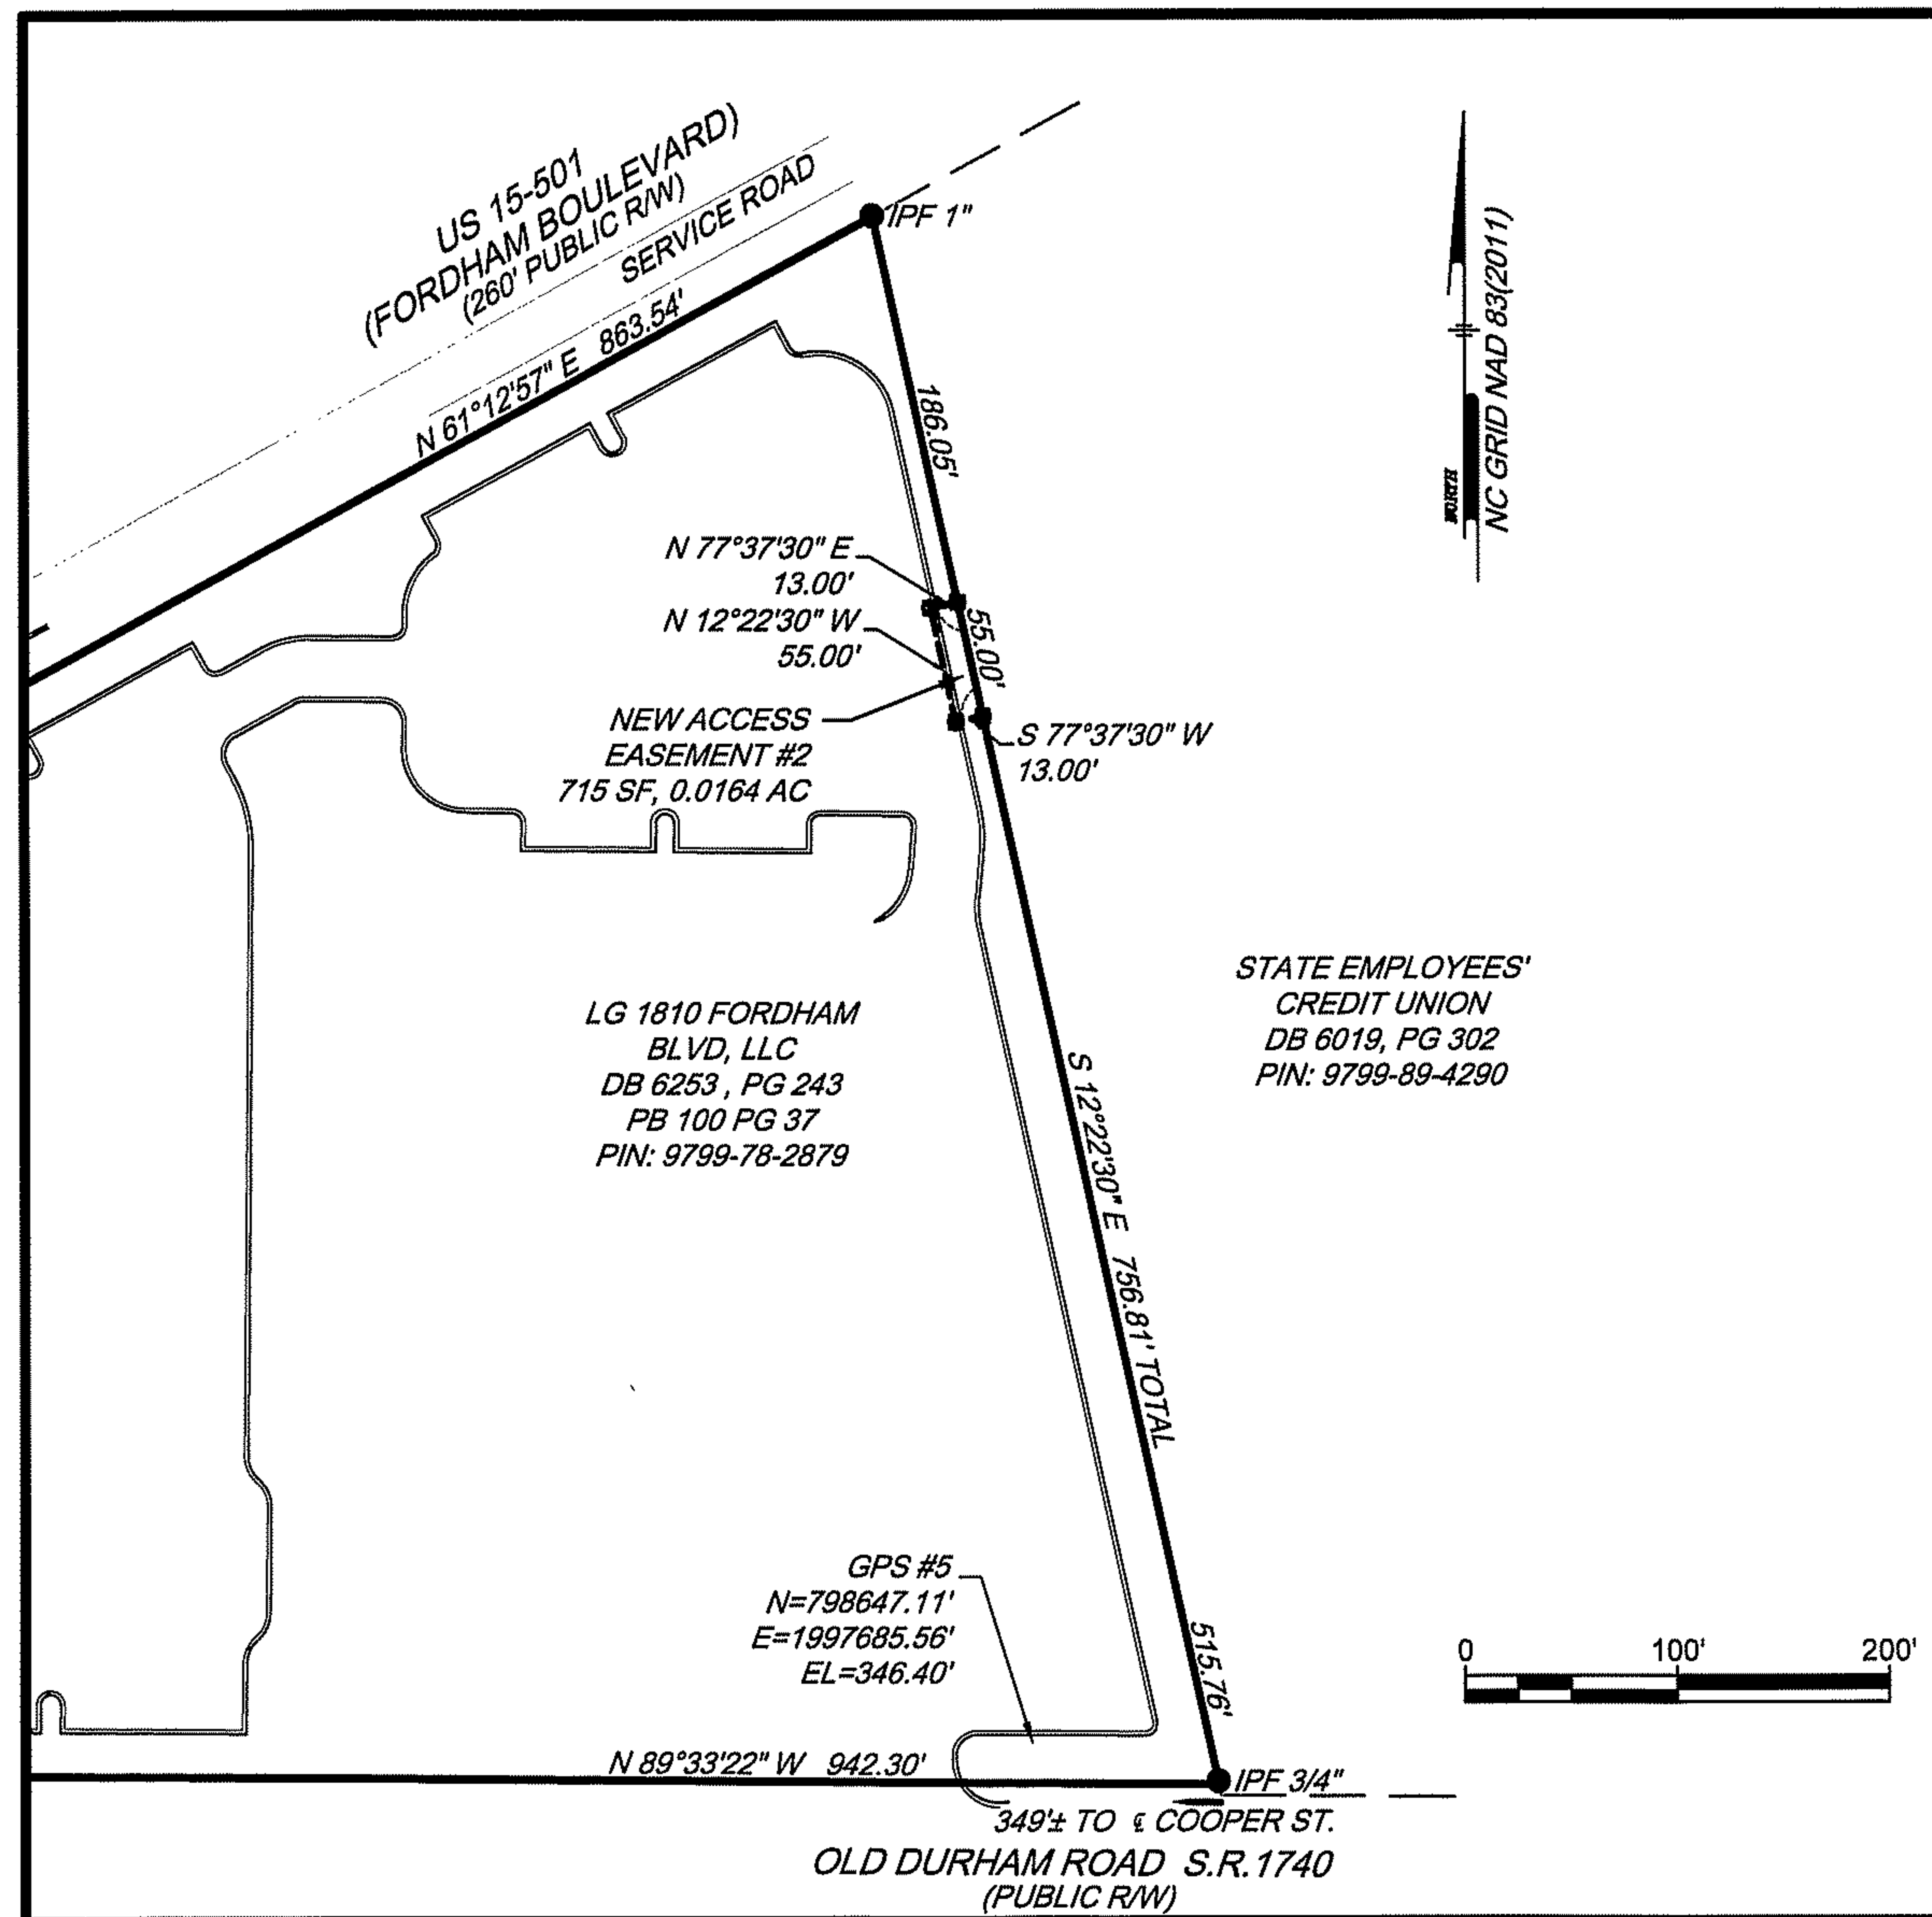 US 15-501
(FORDHAM BOULEVARD)
(260' PUBLIC R/W)
SERVICE ROAD
N 61°12'57" E 863.54'
IPF 1"
186.05'
NORTH
NC GRID NAD 83(2011)
N 77°37'30" E
13.00'
N 12°22'30" W
55.00'
55.00'
NEW ACCESS
EASEMENT #2
715 SF, 0.0164 AC
S 77°37'30" W
13.00'
LG 1810 FORDHAM
BLVD, LLC
DB 6253 , PG 243
PB 100 PG 37
PIN: 9799-78-2879
STATE EMPLOYEES'
CREDIT UNION
DB 6019, PG 302
PIN: 9799-89-4290
S 12°22'30" E 756.81' TOTAL
GPS #5
N=798647.11'
E=1997685.56'
EL=346.40'
515.76'
0 100' 200'
N 89°33'22" W 942.30'
IPF 3/4"
349'± TO ℄ COOPER ST.
OLD DURHAM ROAD S.R.1740
(PUBLIC R/W)